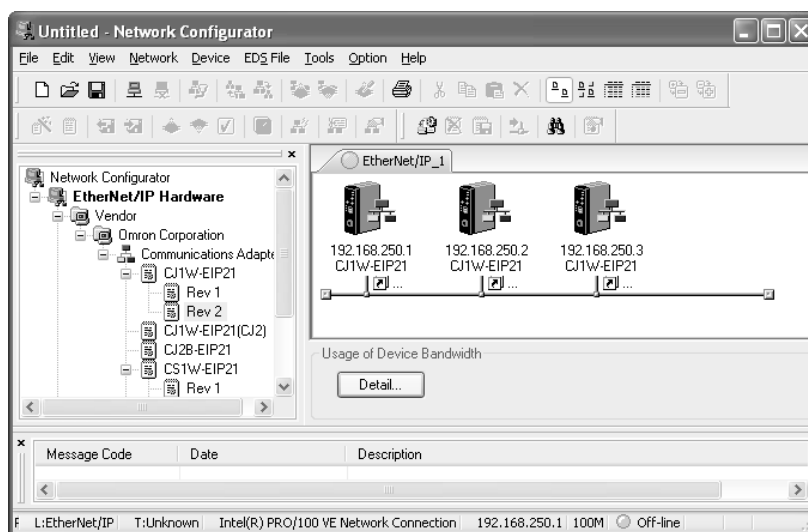 Untitled - Network Configurator
File Edit View Network Device EDS File Tools Option Help
Network Configurator
EtherNet/IP Hardware
Vendor
Omron Corporation
Communications Adapte
CJ1W-EIP21
Rev 1
Rev 2
CJ1W-EIP21(CJ2)
CJ2B-EIP21
CS1W-EIP21
Rev 1
EtherNet/IP_1
192.168.250.1 192.168.250.2 192.168.250.3
CJ1W-EIP21 CJ1W-EIP21 CJ1W-EIP21
... ... ...
Usage of Device Bandwidth
Detail...
Message Code Date Description
L:EtherNet/IP T:Unknown Intel(R) PRO/100 VE Network Connection 192.168.250.1 100M Off-line